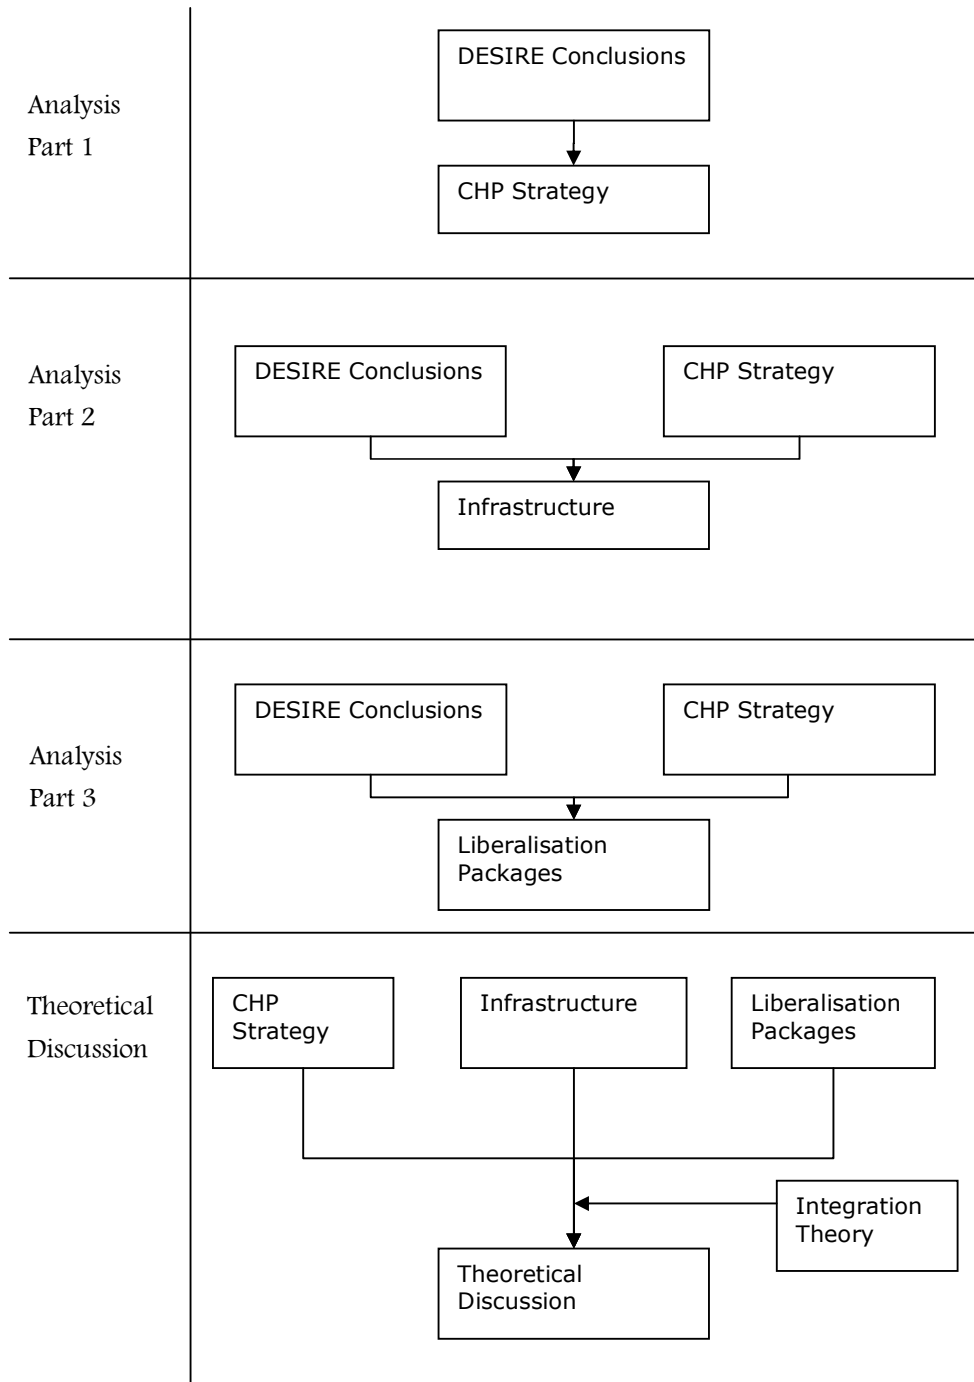 Analysis
Part 1
DESIRE Conclusions
CHP Strategy
Analysis
Part 2
DESIRE Conclusions
CHP Strategy
Infrastructure
Analysis
Part 3
DESIRE Conclusions
CHP Strategy
Liberalisation
Packages
Theoretical
Discussion
CHP
Strategy
Infrastructure
Liberalisation
Packages
Integration
Theory
Theoretical
Discussion